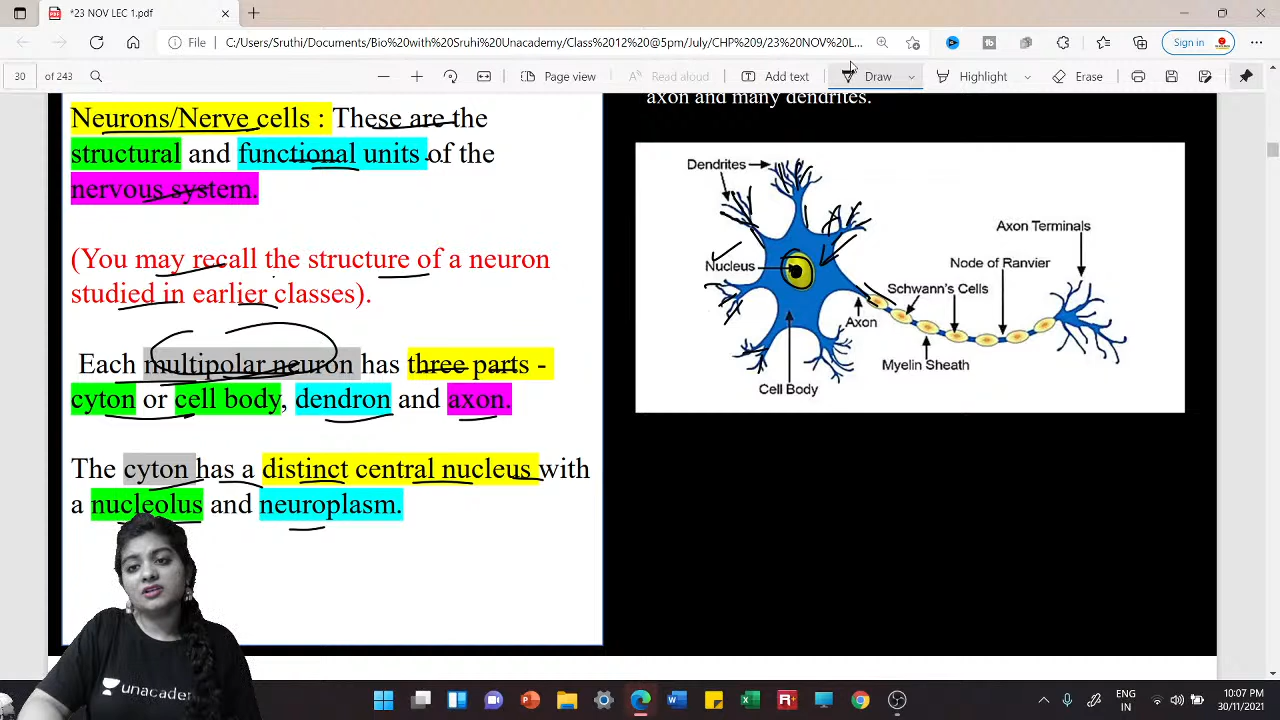 *23 NOV LEC 1.pdf
File
C:/Users/Sruthi/Documents/Bio%20with%20Sruhi%20Unacademy/Class%2012%20@5pm/July/CHP%209/23%20NOV%20L...
Sign in
30 of 243
Page view
Read aloud
Add text
Draw
Highlight
Erase
Neurons/Nerve cells : These are the
structural and functional units of the
nervous system.
(You may recall the structure of a neuron
studied in earlier classes).
Each multipolar neuron has three parts -
cyton or cell body, dendron and axon.
The cyton has a distinct central nucleus with
a nucleolus and neuroplasm.
axon and many dendrites.
Dendrites
Nucleus
Axon Terminals
Node of Ranvier
Schwann's Cells
Axon
Myelin Sheath
Cell Body
unacademy
ENG
IN
10:07 PM
30/11/2021